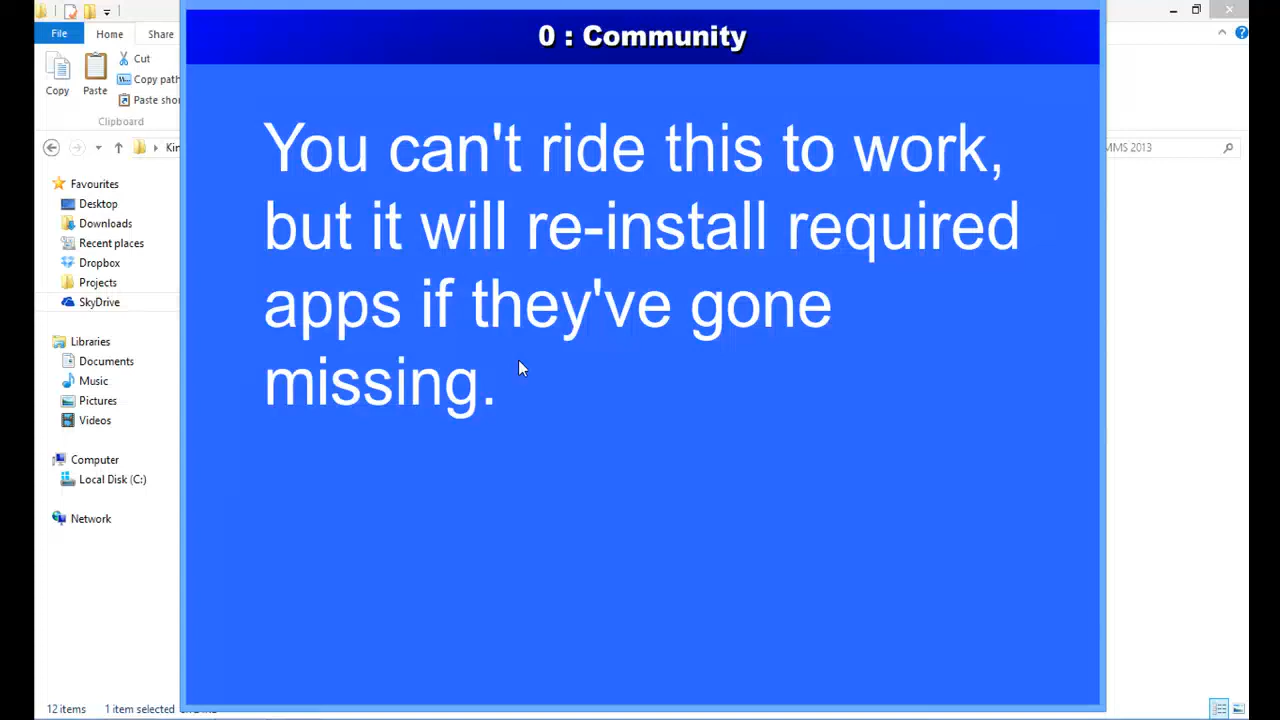 0 : Community
File
Home
Share
Cut
Copy path
Paste shor
Copy
Paste
Clipboard
Kin
MMS 2013
Favourites
Desktop
Downloads
Recent places
Dropbox
Projects
SkyDrive
Libraries
Documents
Music
Pictures
Videos
Computer
Local Disk (C:)
Network
You can't ride this to work,
but it will re-install required
apps if they've gone
missing.
12 items
1 item selected